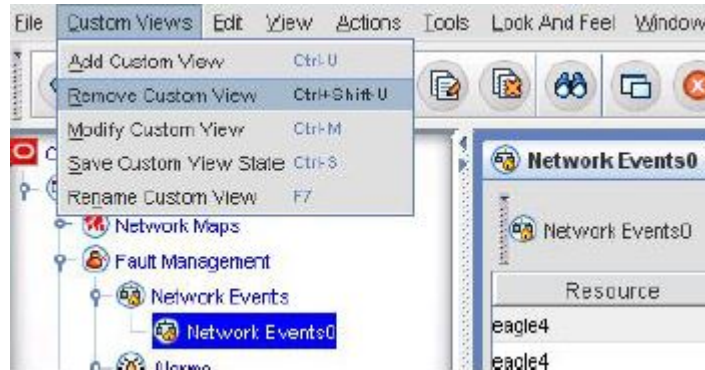 File Custom Views Edit View Actions Tools Look And Feel Window
Add Custom View Ctrl-U
Remove Custom View Ctrl+Shift-U
Modify Custom View Ctrl-M
Save Custom View State Ctrl-S
Rename Custom View F7
Network Maps
Fault Management
Network Events
Network Events0
Network Events0
Network Events0
Resource
eagle4
eagle4